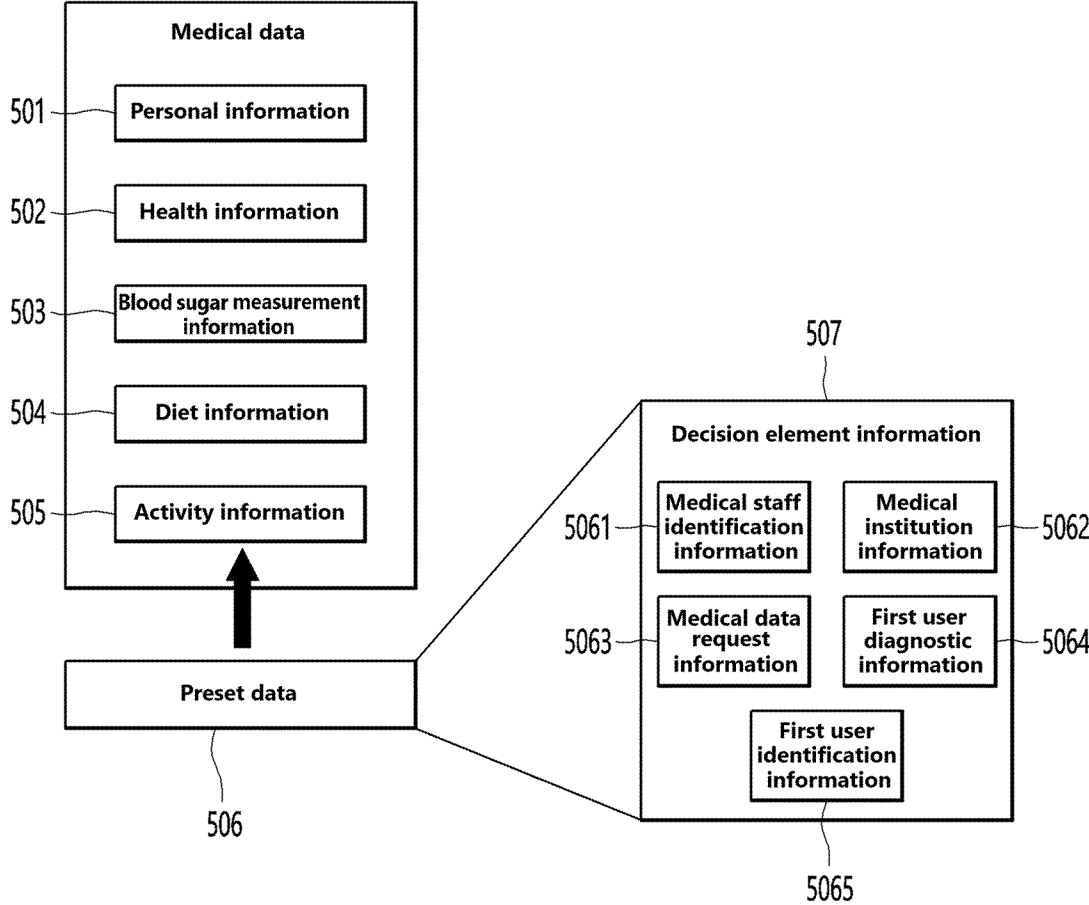 Medical data
501
Personal information
502
Health information
503
Blood sugar measurement
information
504
Diet information
505
Activity information
Preset data
506
507
Decision element information
5061
Medical staff
identification
information
Medical
institution
information
5062
5063
Medical data
request
information
First user
diagnostic
information
5064
First user
identification
information
5065